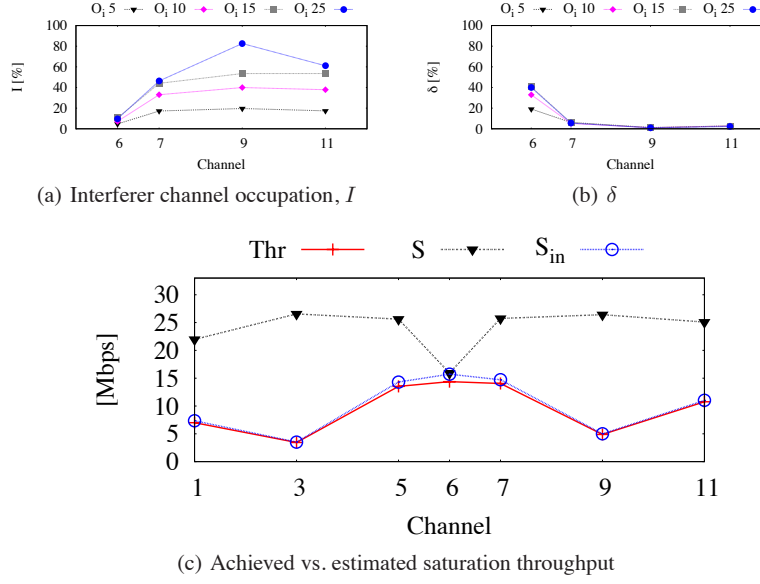 O_i 5 O_i 10 O_i 15 O_i 25
100
80
60
40
20
0
I [%]
6 7 9 11
Channel
(a) Interferer channel occupation, I
O_i 5 O_i 10 O_i 15 O_i 25
100
80
60
40
20
0
δ [%]
6 7 9 11
Channel
(b) δ
Thr S S_in
30
25
20
15
10
5
0
[Mbps]
1 3 5 6 7 9 11
Channel
(c) Achieved vs. estimated saturation throughput